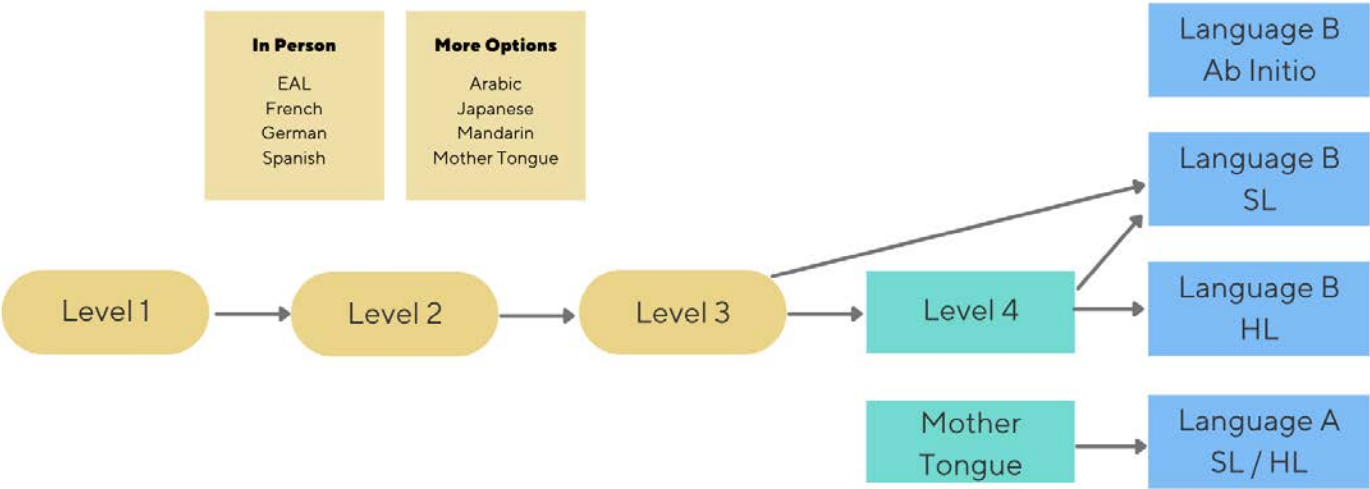 In Person
EAL
French
German
Spanish
More Options
Arabic
Japanese
Mandarin
Mother Tongue
Language B
Ab Initio
Language B
SL
Level 1
Level 2
Level 3
Level 4
Language B
HL
Mother
Tongue
Language A
SL / HL